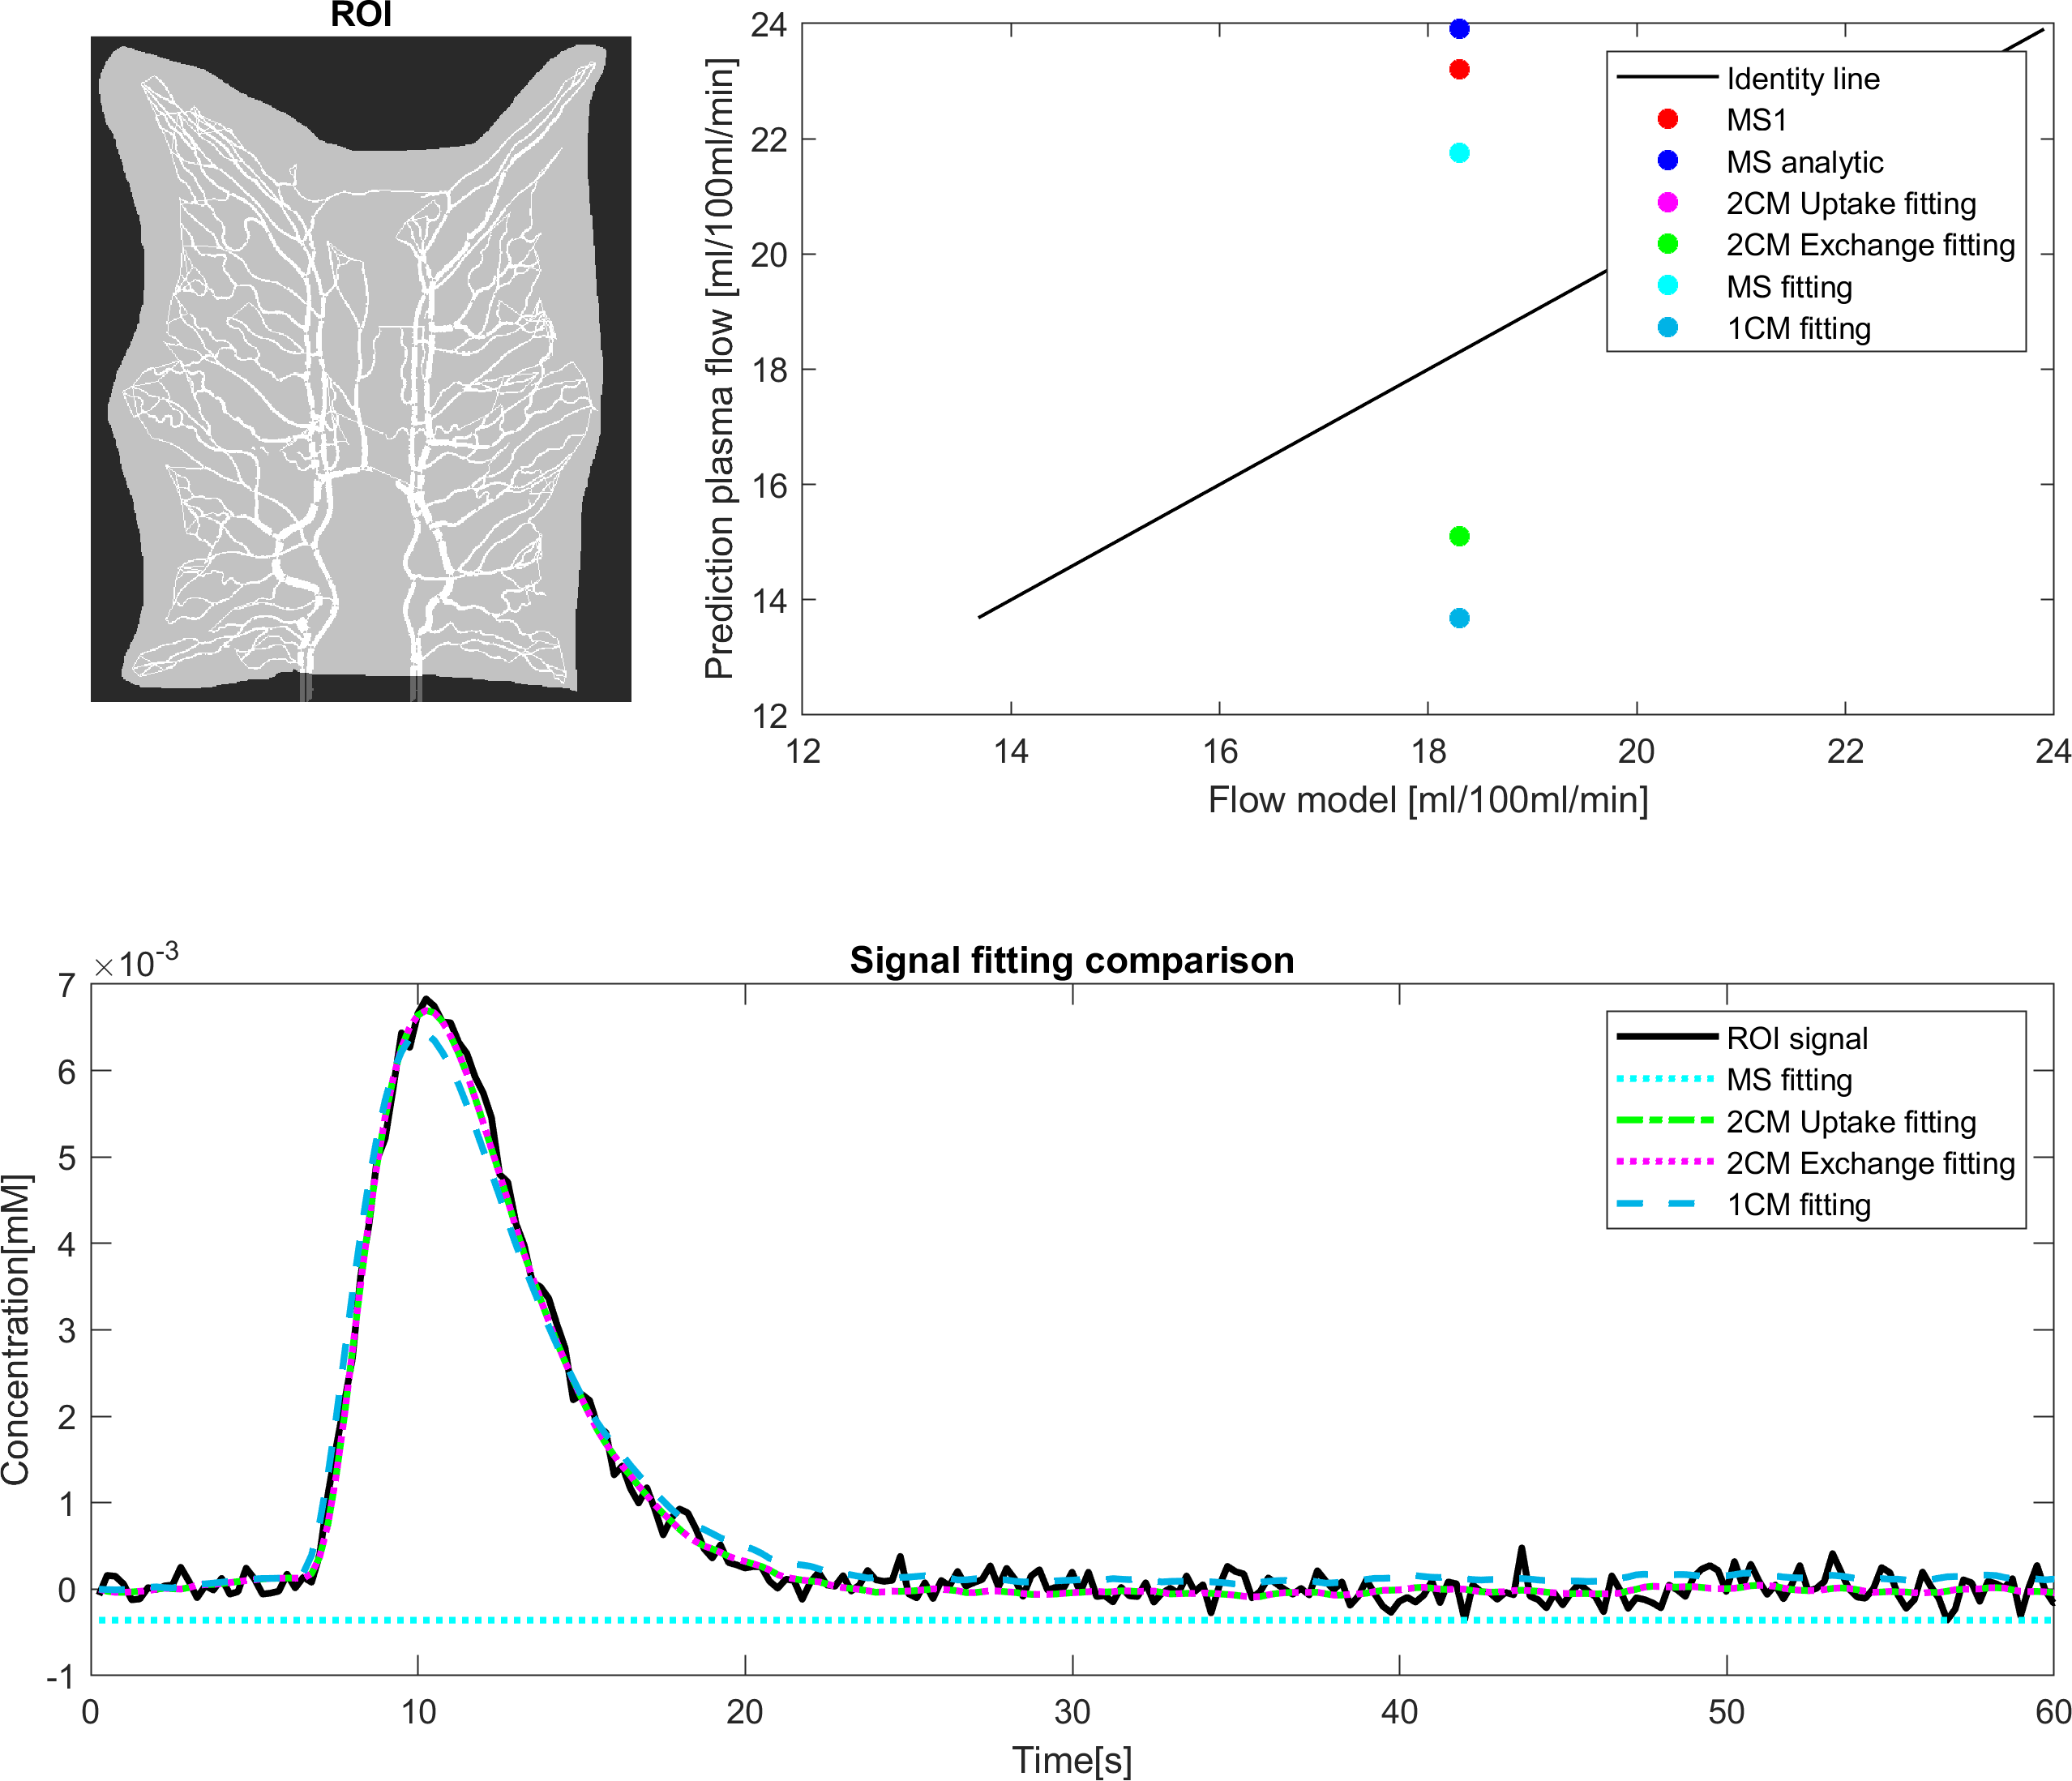 ROI
24
22
20
18
16
14
12
Prediction plasma flow [ml/100ml/min]
12 14 16 18 20 22 24
Flow model [ml/100ml/min]
Identity line
MS1
MS analytic
2CM Uptake fitting
2CM Exchange fitting
MS fitting
1CM fitting
Signal fitting comparison
×10-3
7
6
5
4
3
2
1
0
-1
Concentration[mM]
0 10 20 30 40 50 60
Time[s]
ROI signal
MS fitting
2CM Uptake fitting
2CM Exchange fitting
1CM fitting